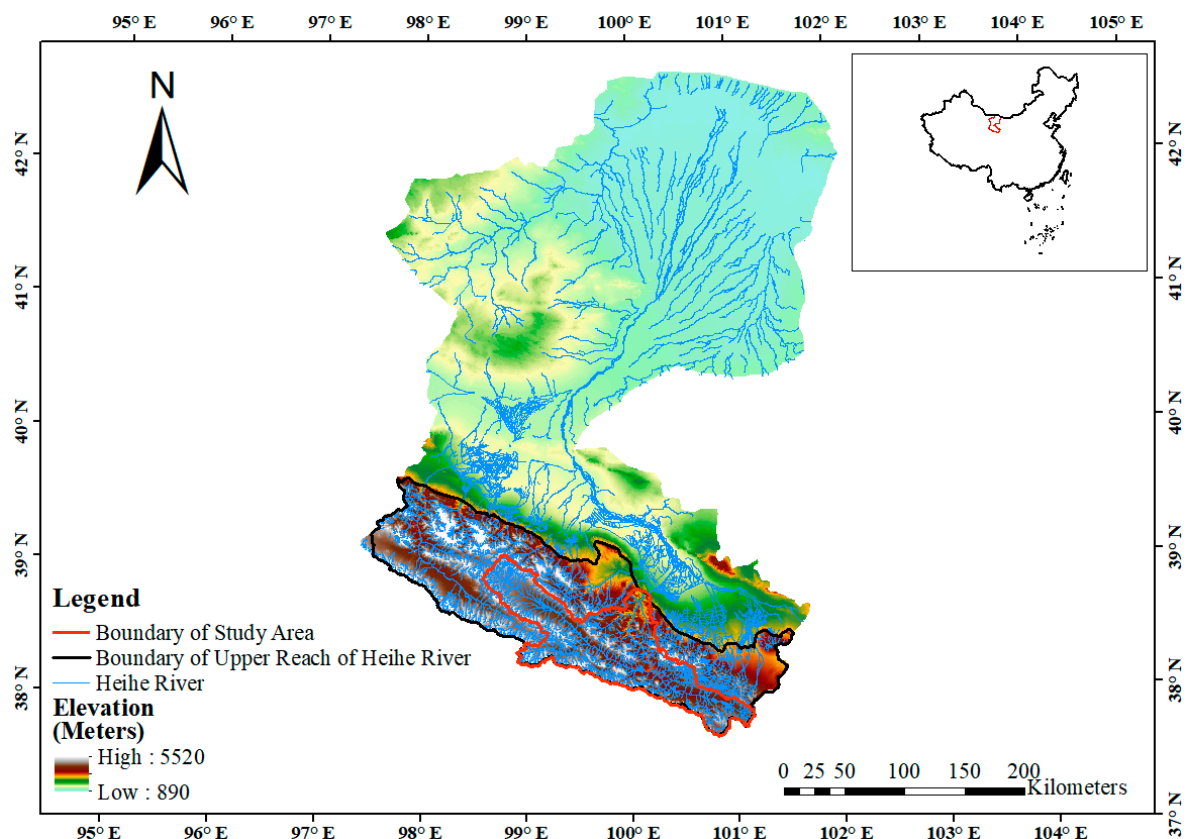 95° E 96° E 97° E 98° E 99° E 100° E 101° E 102° E 103° E 104° E 105° E
N
42° N
42° N
41° N
41° N
40° N
40° N
39° N
39° N
38° N
38° N
37° N
Legend
Boundary of Study Area
Boundary of Upper Reach of Heihe River
Heihe River
Elevation
(Meters)
High : 5520
Low : 890
0 25 50 100 150 200
Kilometers
95° E 96° E 97° E 98° E 99° E 100° E 101° E 102° E 103° E 104° E 105° E